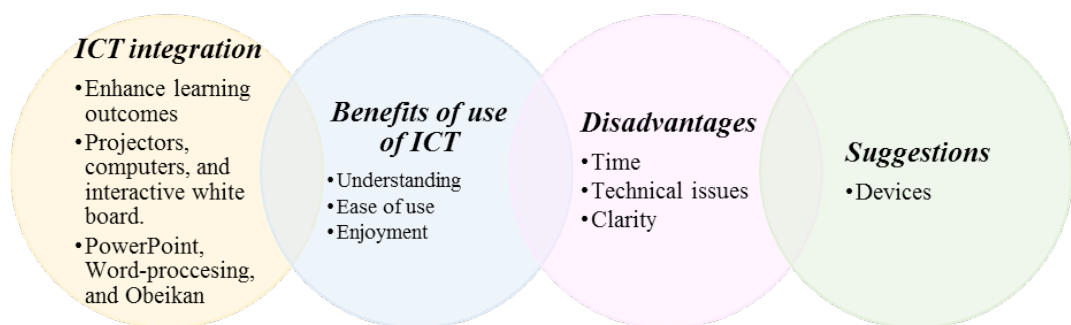 ICT integration
•Enhance learning
outcomes
•Projectors,
computers, and
interactive white
board.
•PowerPoint,
Word-proccesing,
and Obeikan
Benefits of use
of ICT
•Understanding
•Ease of use
•Enjoyment
Disadvantages
•Time
•Technical issues
•Clarity
Suggestions
•Devices